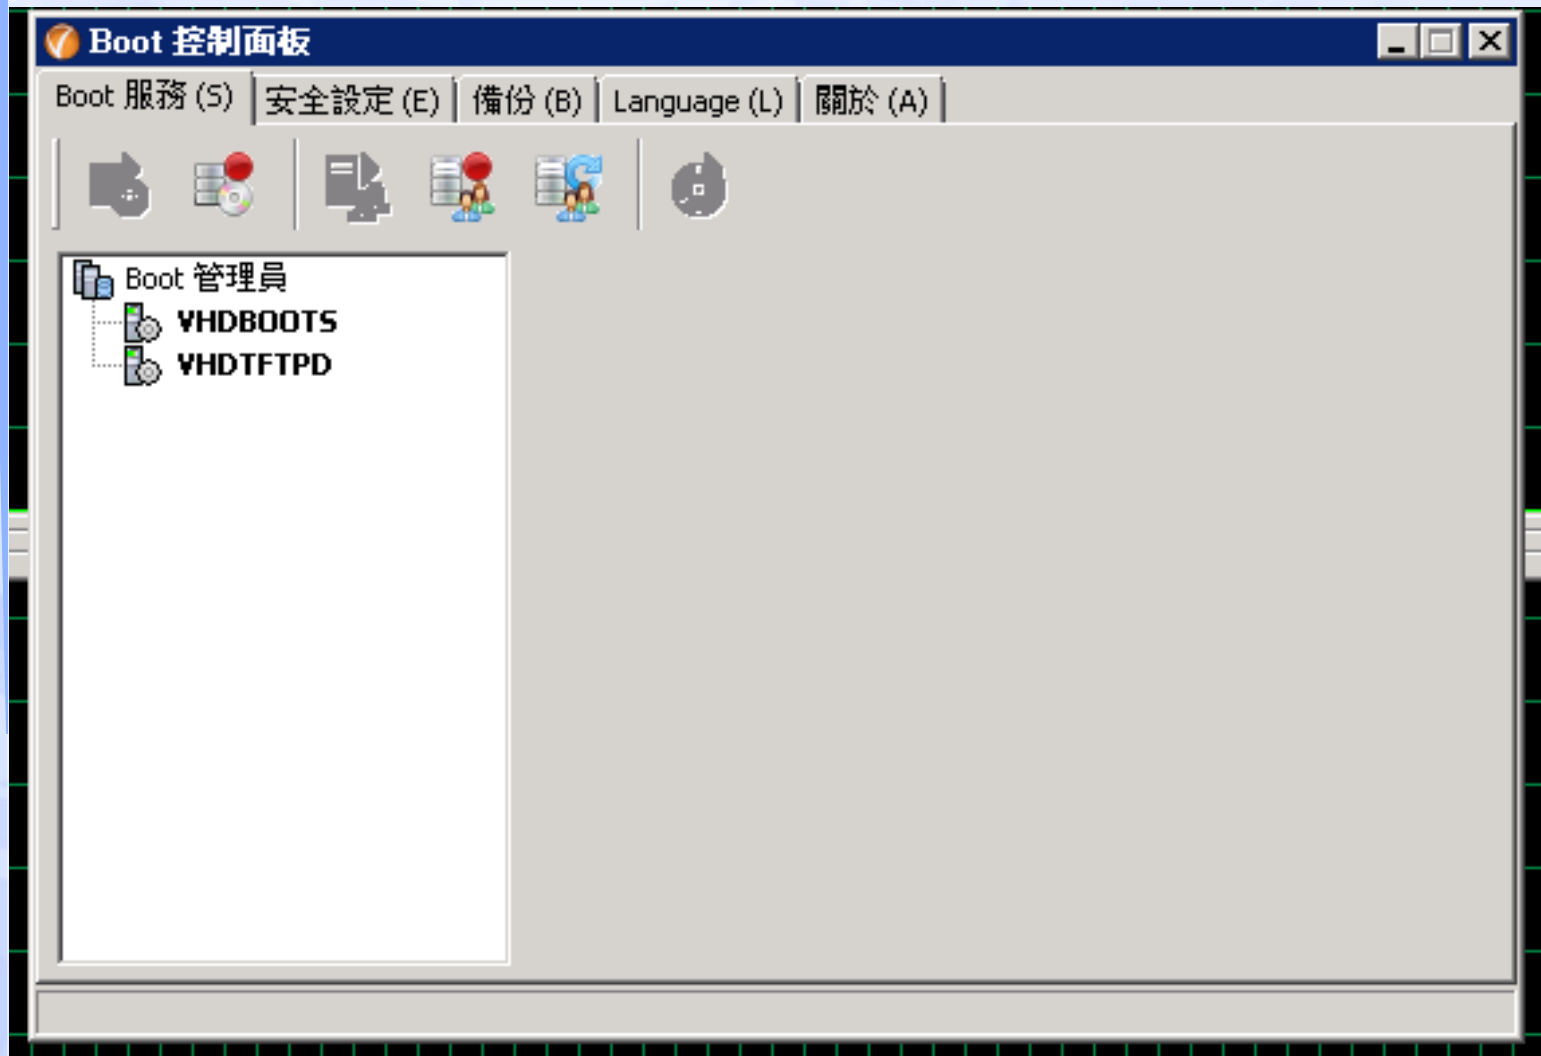 Boot 控制面板
Boot 服務 (S) 安全設定 (E) 備份 (B) Language (L) 關於 (A)
Boot 管理員
VHDBOOTS
VHDTFTPD